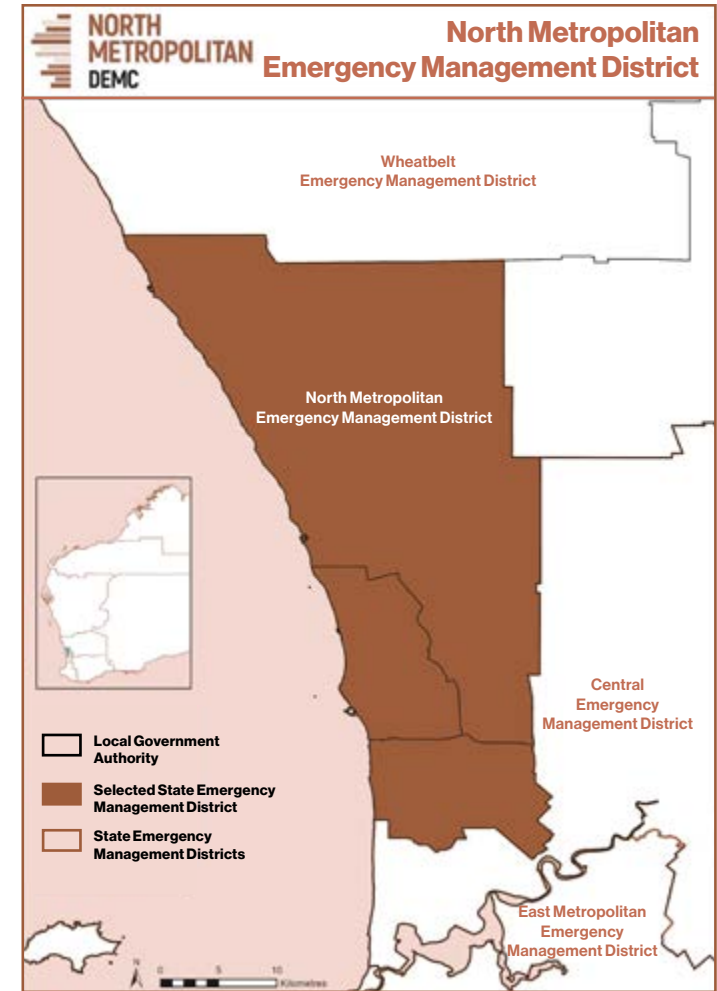 NORTH
METROPOLITAN
DEMC
North Metropolitan
Emergency Management District
Wheatbelt
Emergency Management District
North Metropolitan
Emergency Management District
Central
Emergency
Management District
Local Government
Authority
Selected State Emergency
Management District
State Emergency
Management Districts
East Metropolitan
Emergency
Management District
N
0 5 10
Kilometres